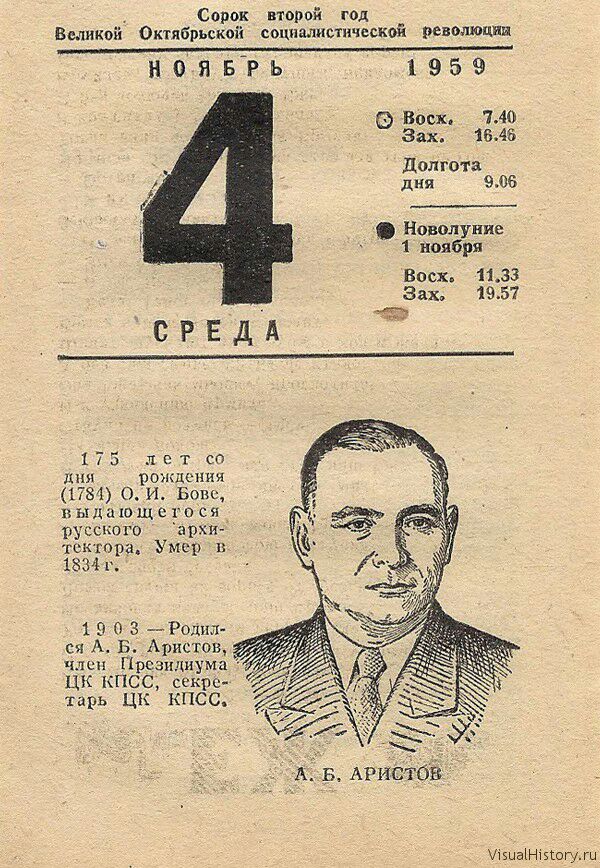 Сорок второй год
Великой Октябрьской социалистической революции
НОЯБРЬ 1959
4
Восх. 7.40
Зах. 16.46
Долгота
дня 9.06
Новолуние
1 ноября
Восх. 11.33
Зах. 19.57
СРЕДА
175 лет со
дня рождения
(1784) О. И. Бове,
выдающегося
русского архи-
тектора. Умер в
1834 г.
1903 — Родил-
ся А. Б. Аристов,
член Президиума
ЦК КПСС, секре-
тарь ЦК КПСС.
А. Б. АРИСТОВ
VisualHistory.ru